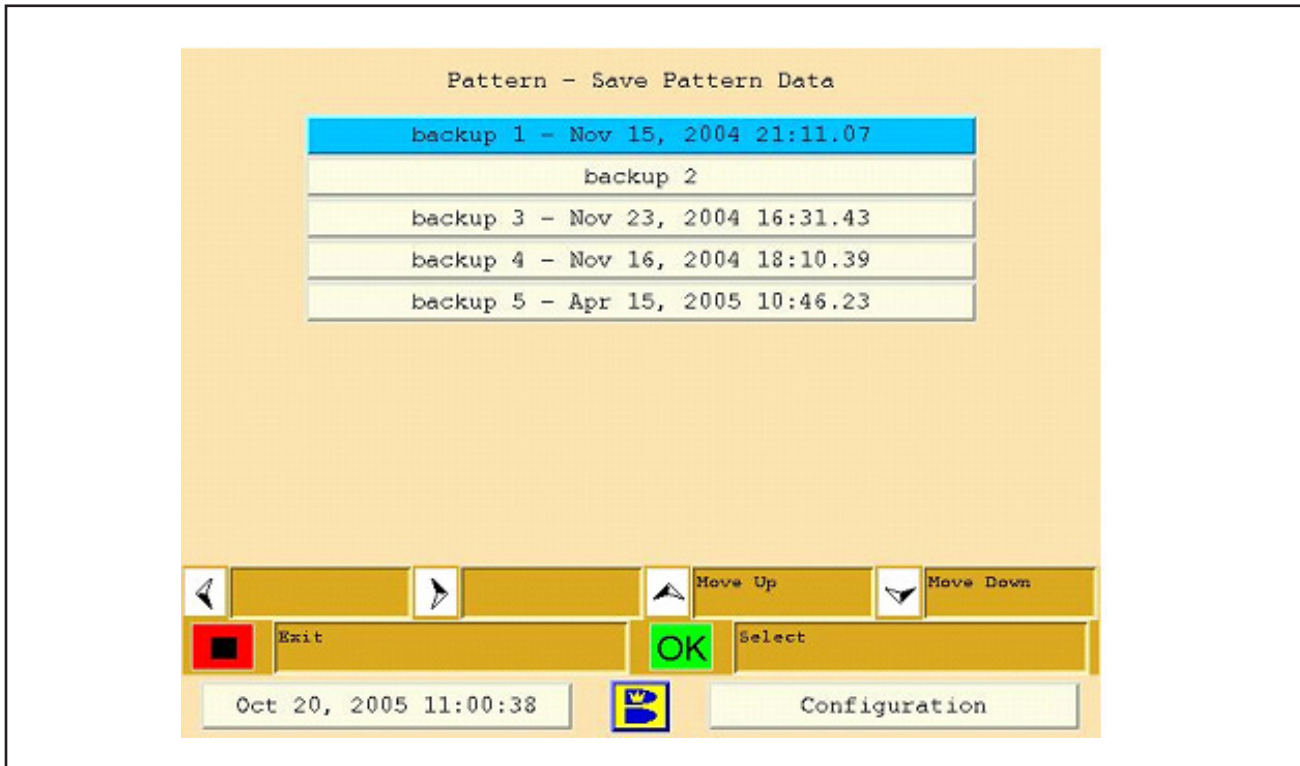 Pattern - Save Pattern Data
backup 1 - Nov 15, 2004 21:11.07
backup 2
backup 3 - Nov 23, 2004 16:31.43
backup 4 - Nov 16, 2004 18:10.39
backup 5 - Apr 15, 2005 10:46.23
Move Up
Move Down
Exit
OK
Select
Oct 20, 2005 11:00:38
Configuration